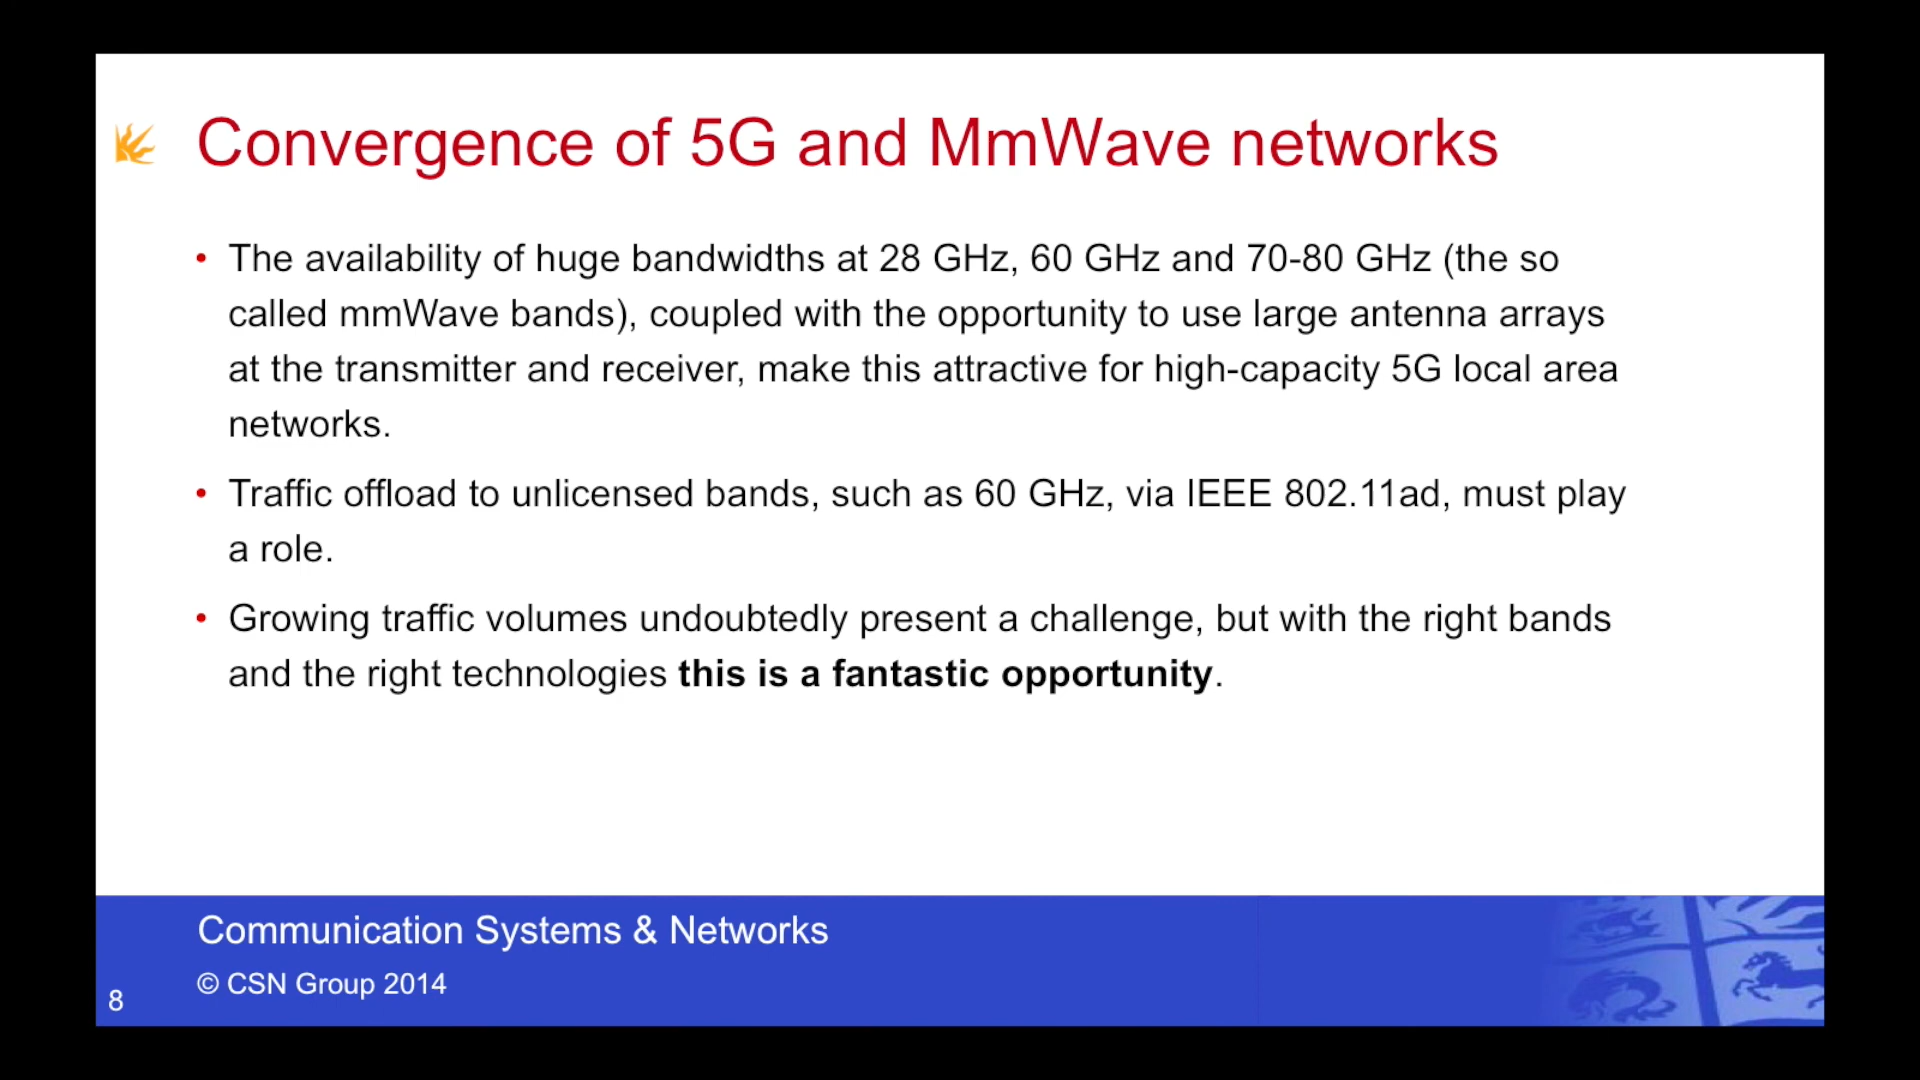 Convergence of 5G and MmWave networks
• The availability of huge bandwidths at 28 GHz, 60 GHz and 70-80 GHz (the so
called mmWave bands), coupled with the opportunity to use large antenna arrays
at the transmitter and receiver, make this attractive for high-capacity 5G local area
networks.
• Traffic offload to unlicensed bands, such as 60 GHz, via IEEE 802.11ad, must play
a role.
• Growing traffic volumes undoubtedly present a challenge, but with the right bands
and the right technologies this is a fantastic opportunity.
Communication Systems & Networks
© CSN Group 2014
8